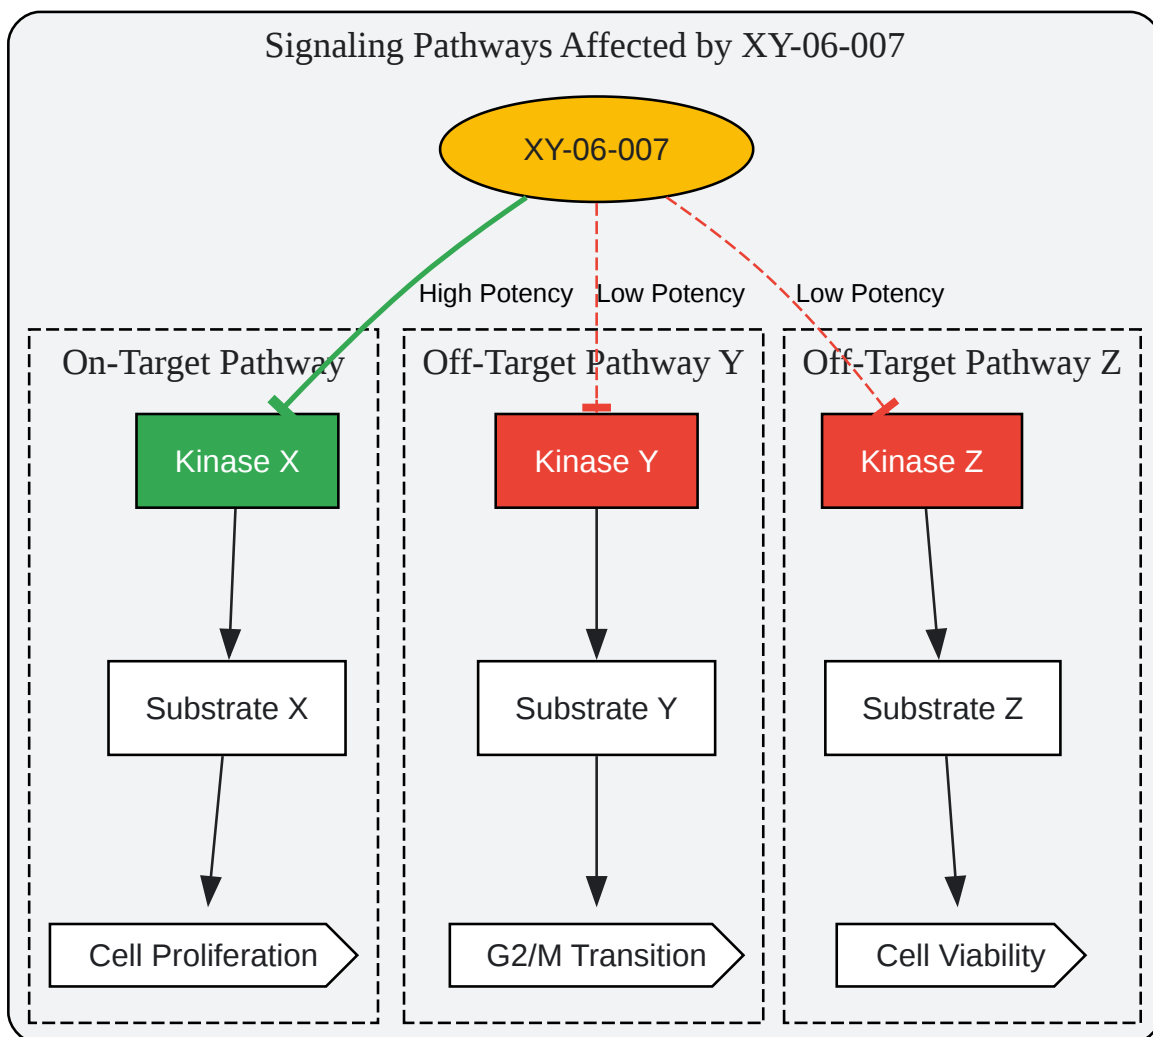 Signaling Pathways Affected by XY-06-007
XY-06-007
High Potency
Low Potency
Low Potency
On-Target Pathway
Off-Target Pathway Y
Off-Target Pathway Z
Kinase X
Kinase Y
Kinase Z
Substrate X
Substrate Y
Substrate Z
Cell Proliferation
G2/M Transition
Cell Viability